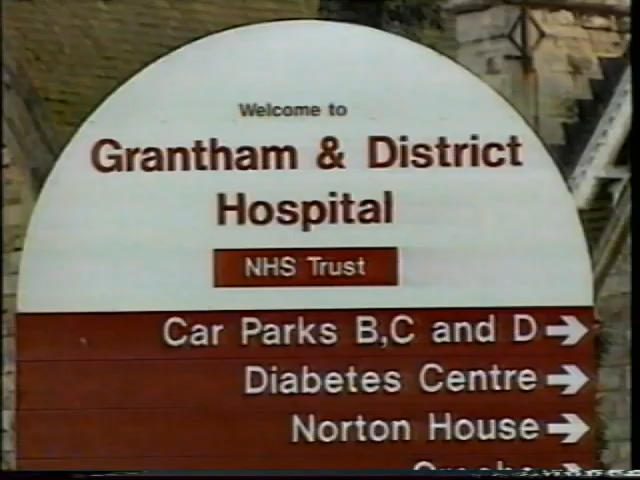 Welcome to
Grantham & District
Hospital
NHS Trust
Car Parks B,C and D
Diabetes Centre
Norton House